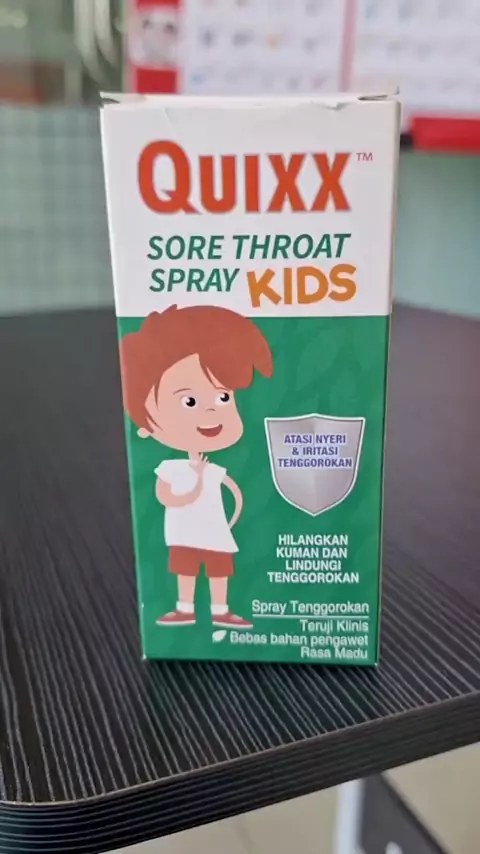 QUIXX™
SORE THROAT
SPRAY KIDS
ATASI NYERI
& IRITASI
TENGGOROKAN
HILANGKAN
KUMAN DAN
LINDUNGI
TENGGOROKAN
Spray Tenggorokan
Teruji Klinis
Bebas bahan pengawet
Rasa Madu